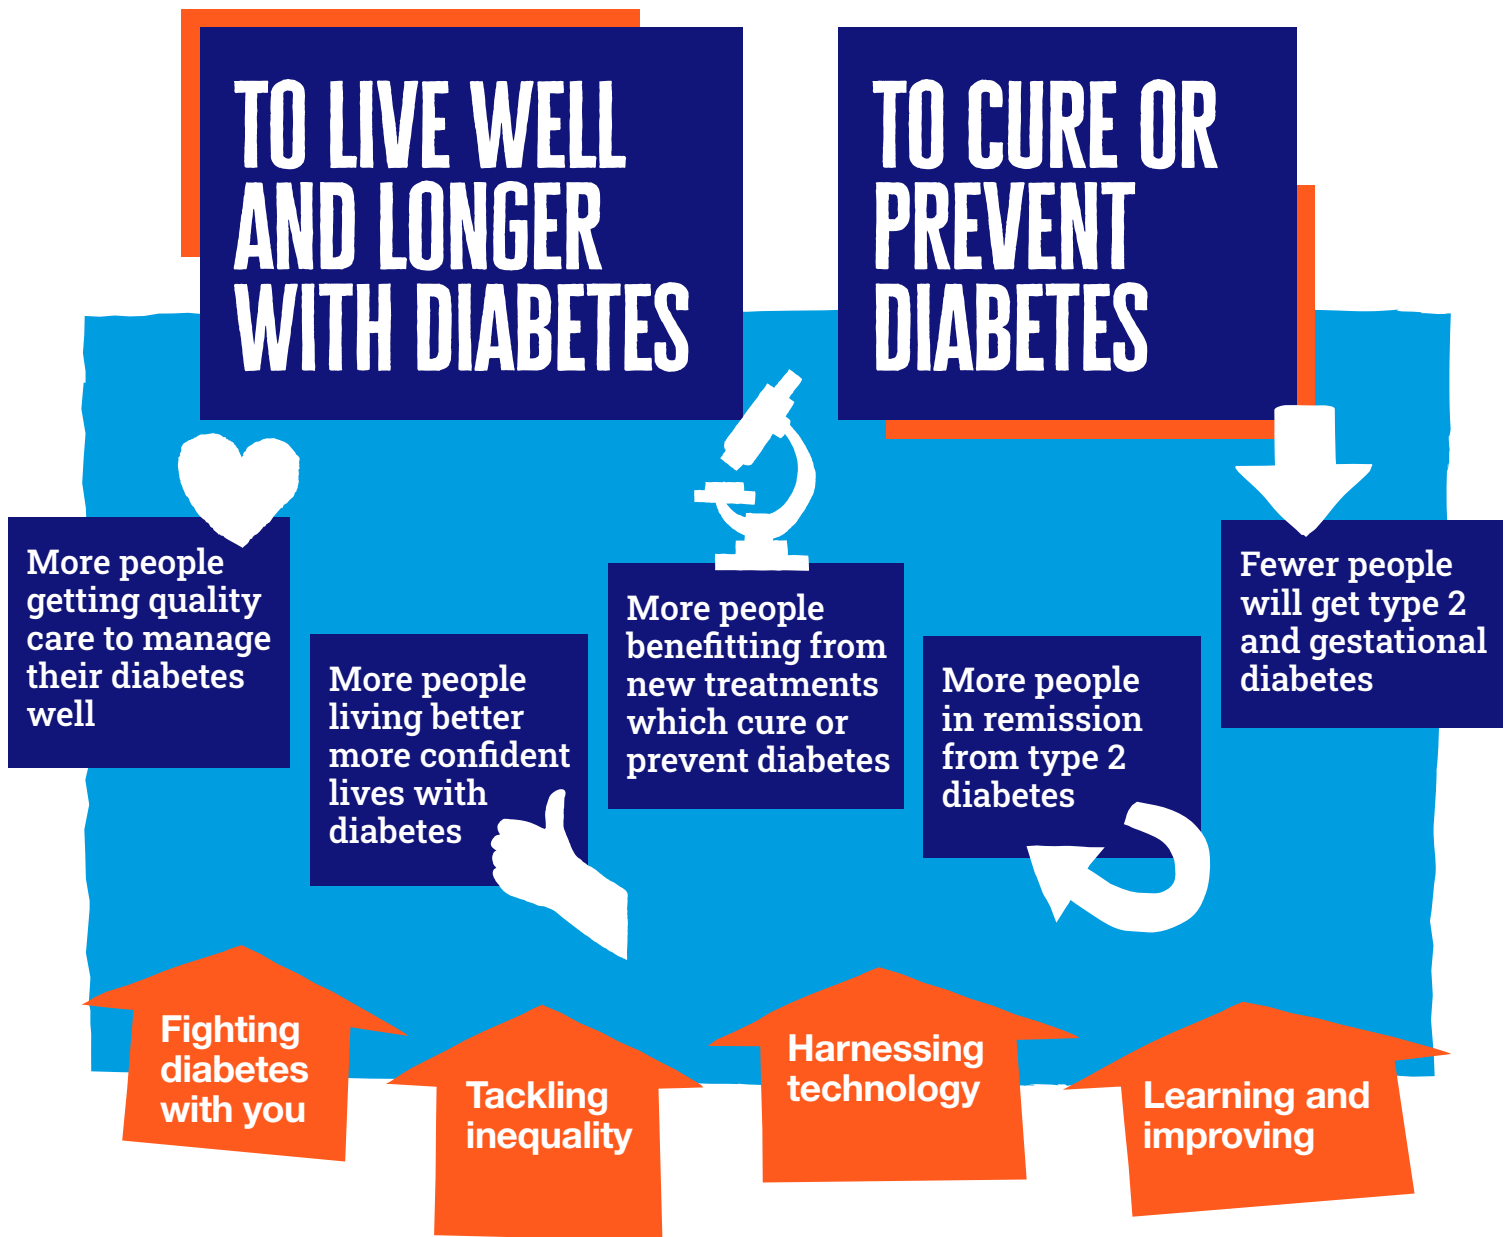 TO LIVE WELL
AND LONGER
WITH DIABETES
TO CURE OR
PREVENT
DIABETES
More people
getting quality
care to manage
their diabetes
well
More people
living better
more confident
lives with
diabetes
More people
benefitting from
new treatments
which cure or
prevent diabetes
More people
in remission
from type 2
diabetes
Fewer people
will get type 2
and gestational
diabetes
Fighting
diabetes
with you
Tackling
inequality
Harnessing
technology
Learning and
improving